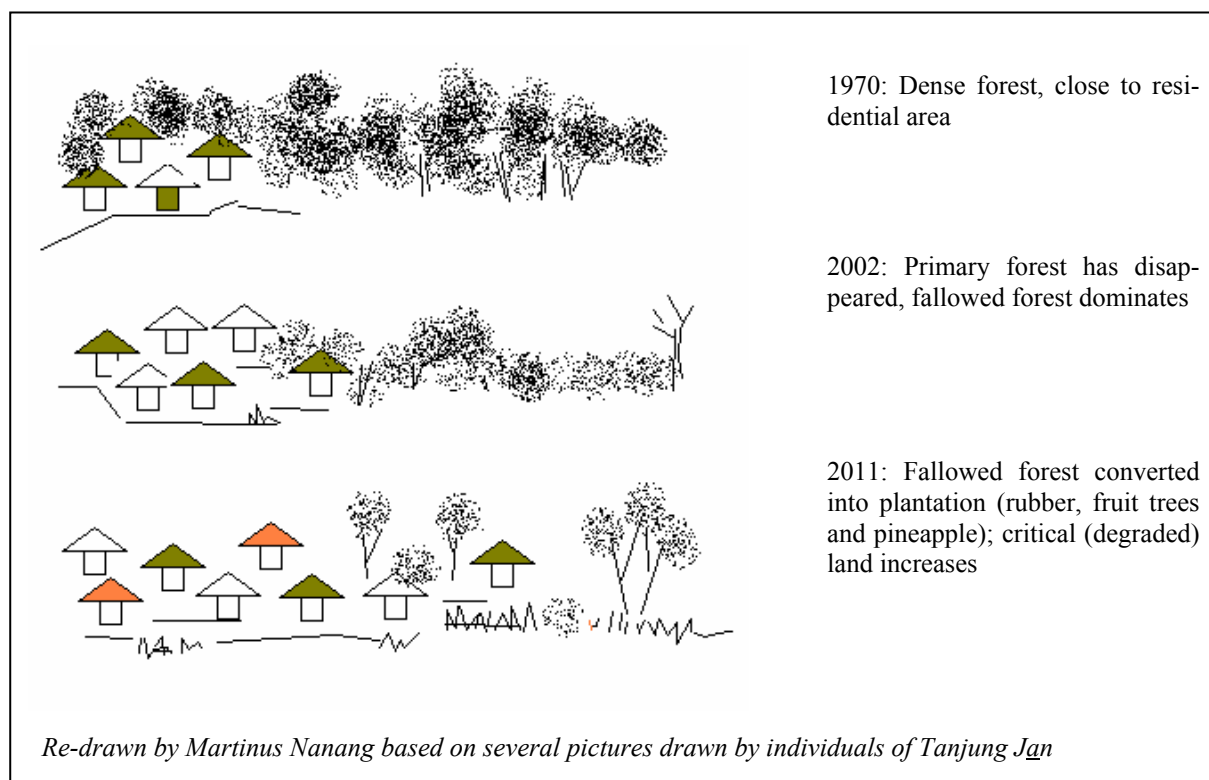 1970: Dense forest, close to resi-
dential area
2002: Primary forest has disap-
peared, fallowed forest dominates
2011: Fallowed forest converted
into plantation (rubber, fruit trees
and pineapple); critical (degraded)
land increases
Re-drawn by Martinus Nanang based on several pictures drawn by individuals of Tanjung Jan